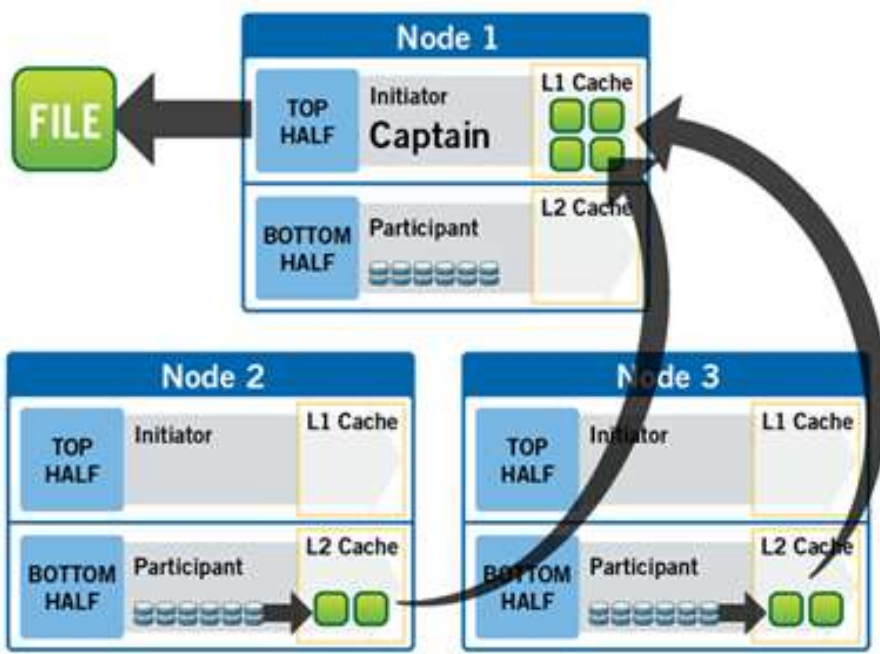 Node 1
FILE
TOP
HALF
Initiator
Captain
L1 Cache
BOTTOM
HALF
Participant
L2 Cache
Node 2
TOP
HALF
Initiator
L1 Cache
BOTTOM
HALF
Participant
L2 Cache
Node 3
TOP
HALF
Initiator
L1 Cache
BOTTOM
HALF
Participant
L2 Cache